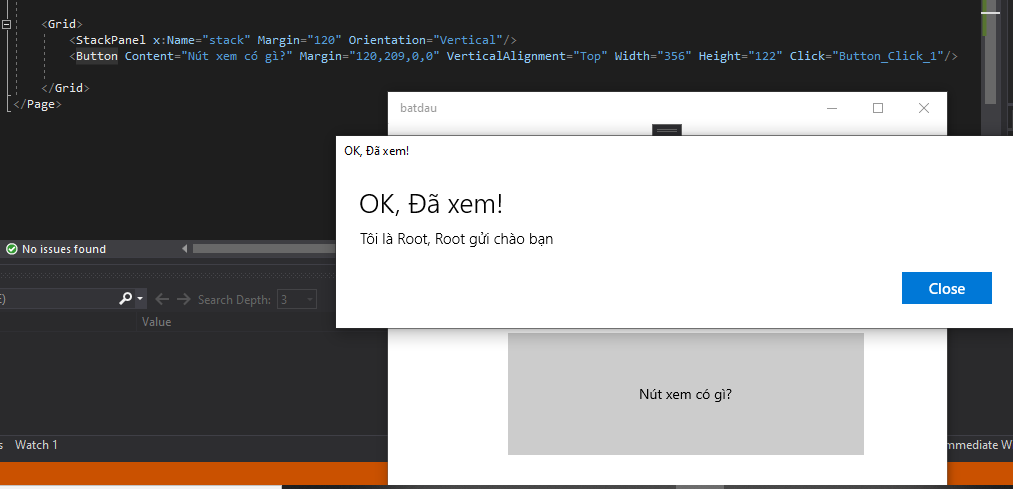 <Grid>
<StackPanel x:Name="stack" Margin="120" Orientation="Vertical"/>
<Button Content="Nút xem có gì?" Margin="120,209,0,0" VerticalAlignment="Top" Width="356" Height="122" Click="Button_Click_1"/>
</Grid>
</Page>
batdau
OK, Đã xem!
OK, Đã xem!
Tôi là Root, Root gửi chào bạn
Close
No issues found
Search Depth: 3
Value
Nút xem có gì?
Watch 1